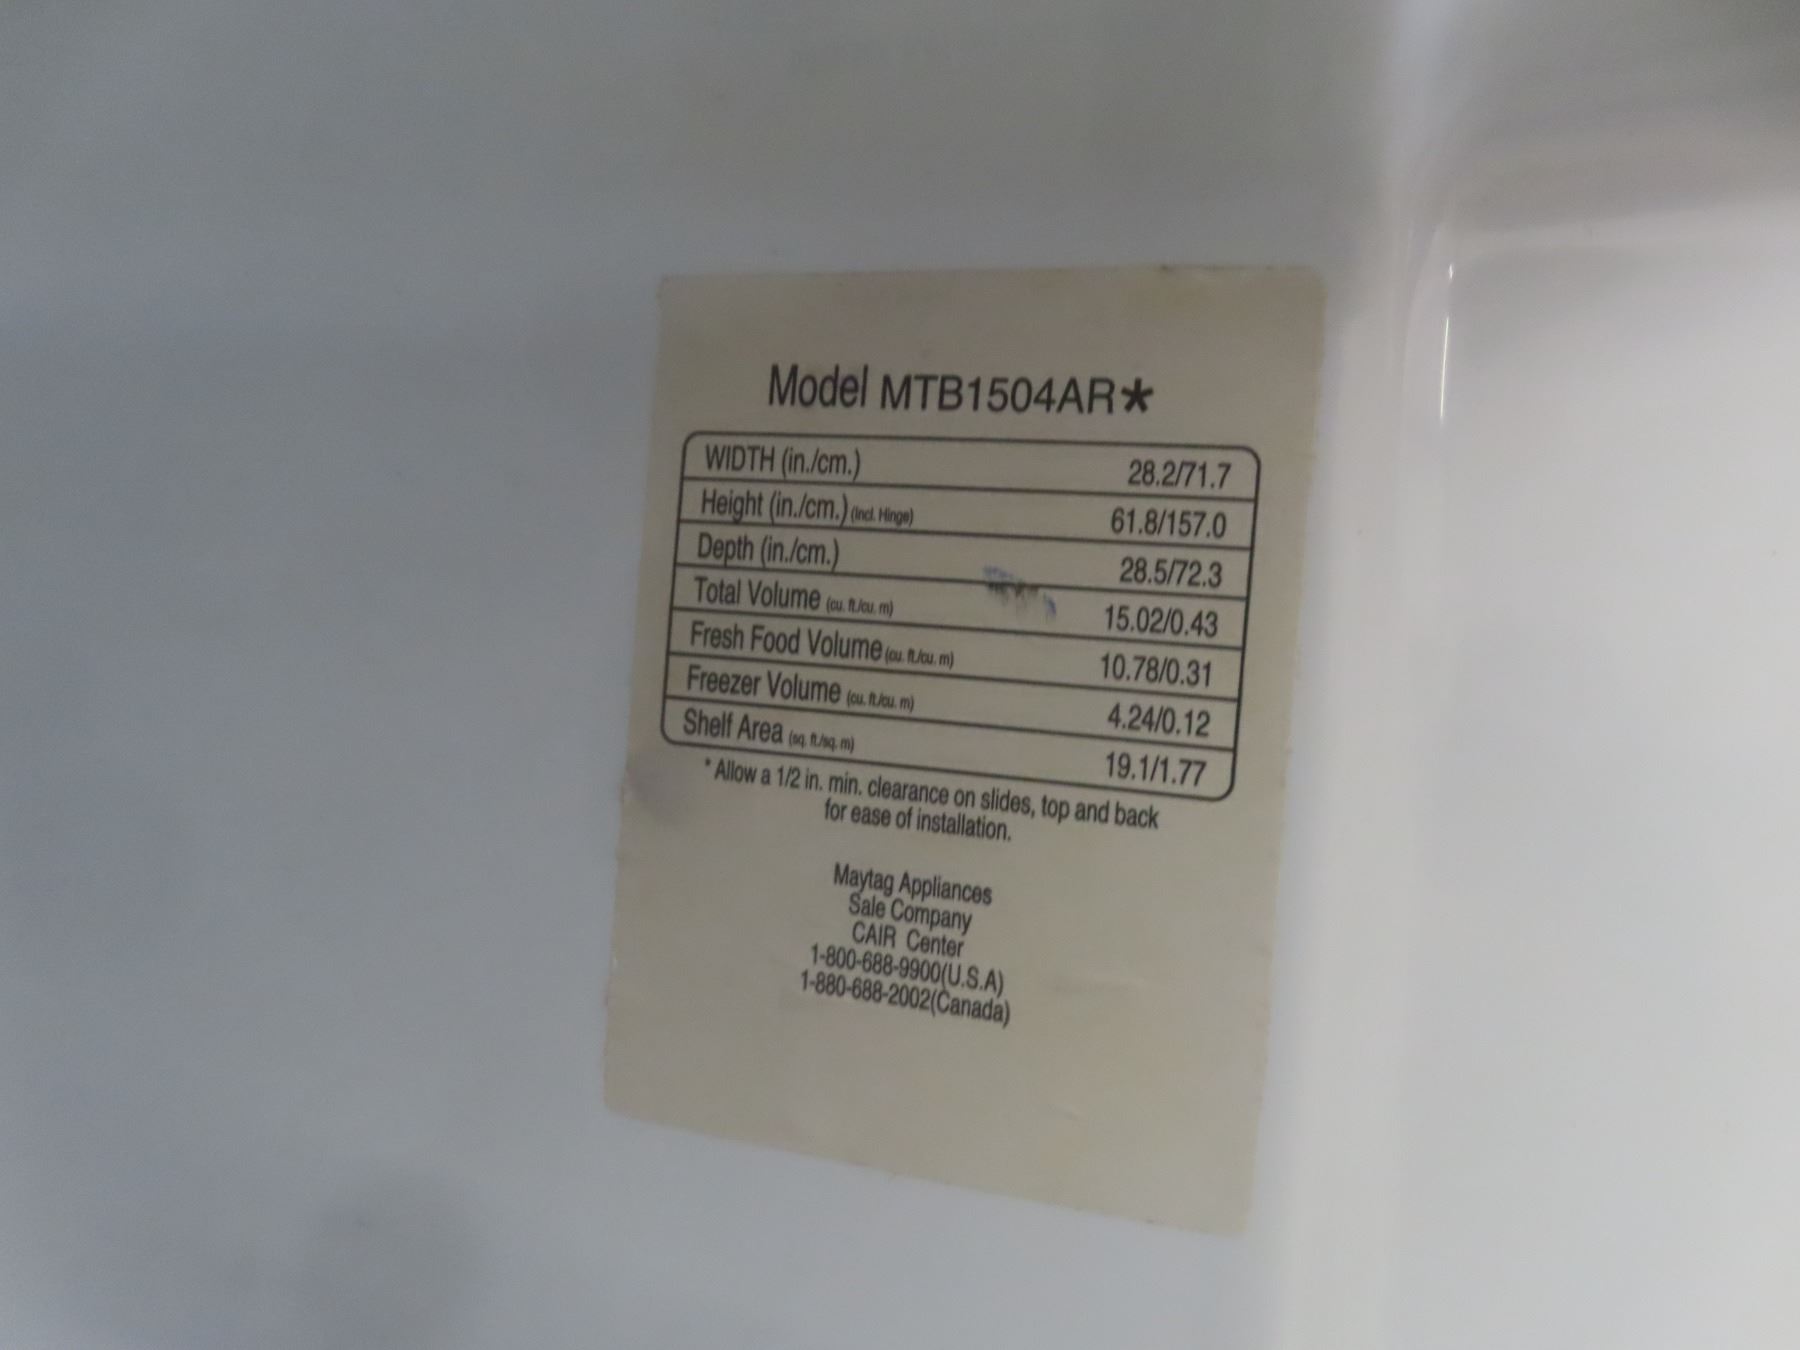 Model MTB1504AR*
WIDTH (in./cm.) 28.2/71.7
Height (in./cm.) (Incl. Hinge) 61.8/157.0
Depth (in./cm.) 28.5/72.3
Total Volume (cu. ft./cu. m) 15.02/0.43
Fresh Food Volume (cu. ft./cu. m) 10.78/0.31
Freezer Volume (cu. ft./cu. m) 4.24/0.12
Shelf Area (sq. ft./sq. m) 19.1/1.77
* Allow a 1/2 in. min. clearance on slides, top and back
for ease of installation.
Maytag Appliances
Sale Company
CAIR Center
1-800-688-9900(U.S.A)
1-880-688-2002(Canada)